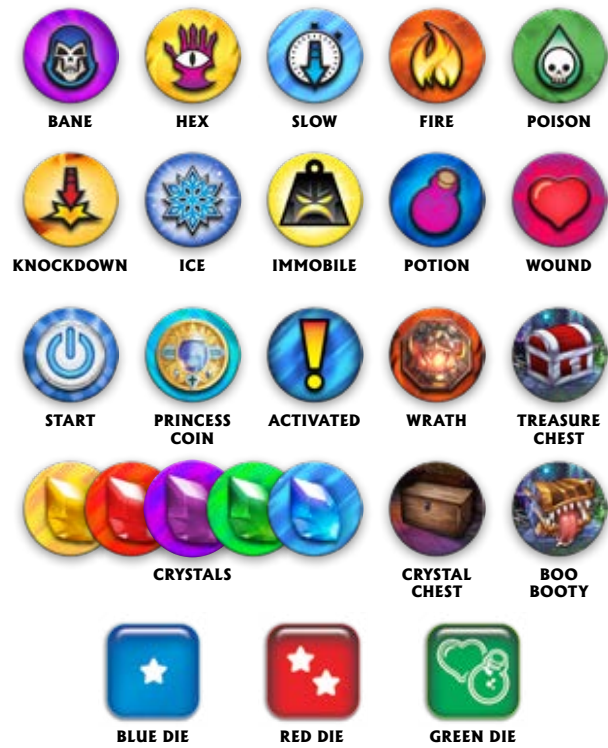 BANE HEX SLOW FIRE POISON
KNOCKDOWN ICE IMMOBILE POTION WOUND
START PRINCESS COIN ACTIVATED WRATH TREASURE CHEST
CRYSTALS CRYSTAL CHEST BOO BOOTY
BLUE DIE RED DIE GREEN DIE